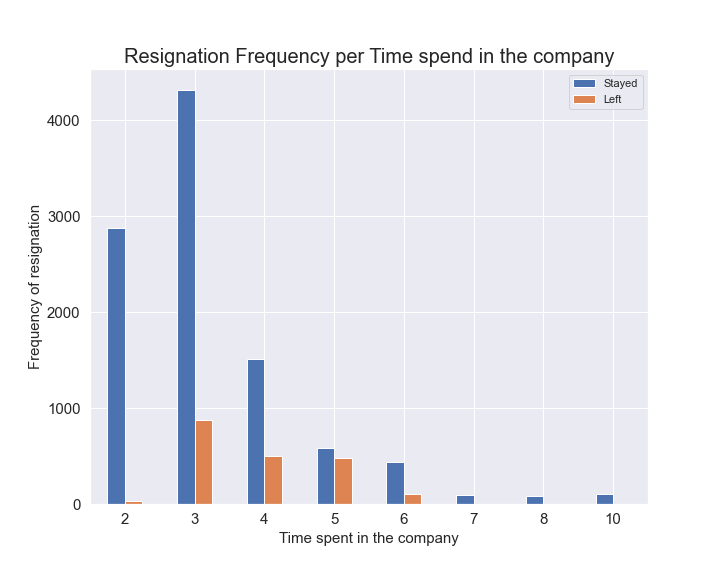 Resignation Frequency per Time spend in the company
Stayed
Left
4000
3000
2000
1000
0
Frequency of resignation
2 3 4 5 6 7 8 10
Time spent in the company